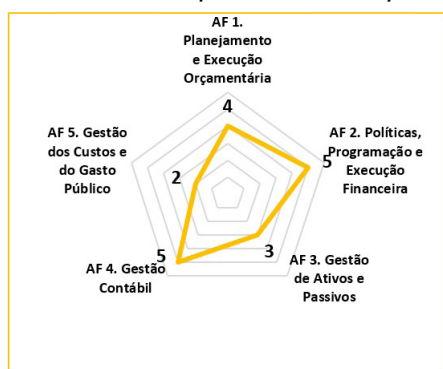 AF 1.
Planejamento
e Execução
Orçamentária
4
AF 2. Políticas,
Programação e
Execução
Financeira
5
AF 3. Gestão
de Ativos e
Passivos
3
AF 4. Gestão
Contábil
5
AF 5. Gestão
dos Custos e
do Gasto
Público
2